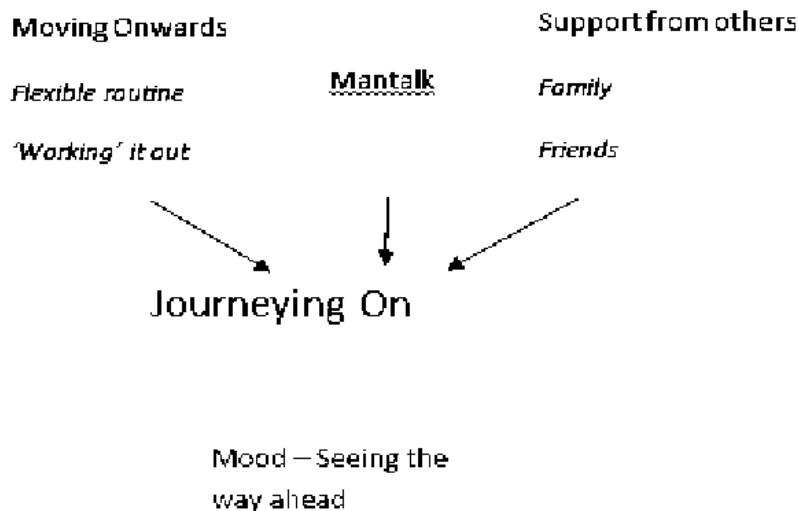 Moving Onwards
Flexible routine
'Working' it out
Mantalk
Support from others
Family
Friends
Journeying On
Mood – Seeing the
way ahead